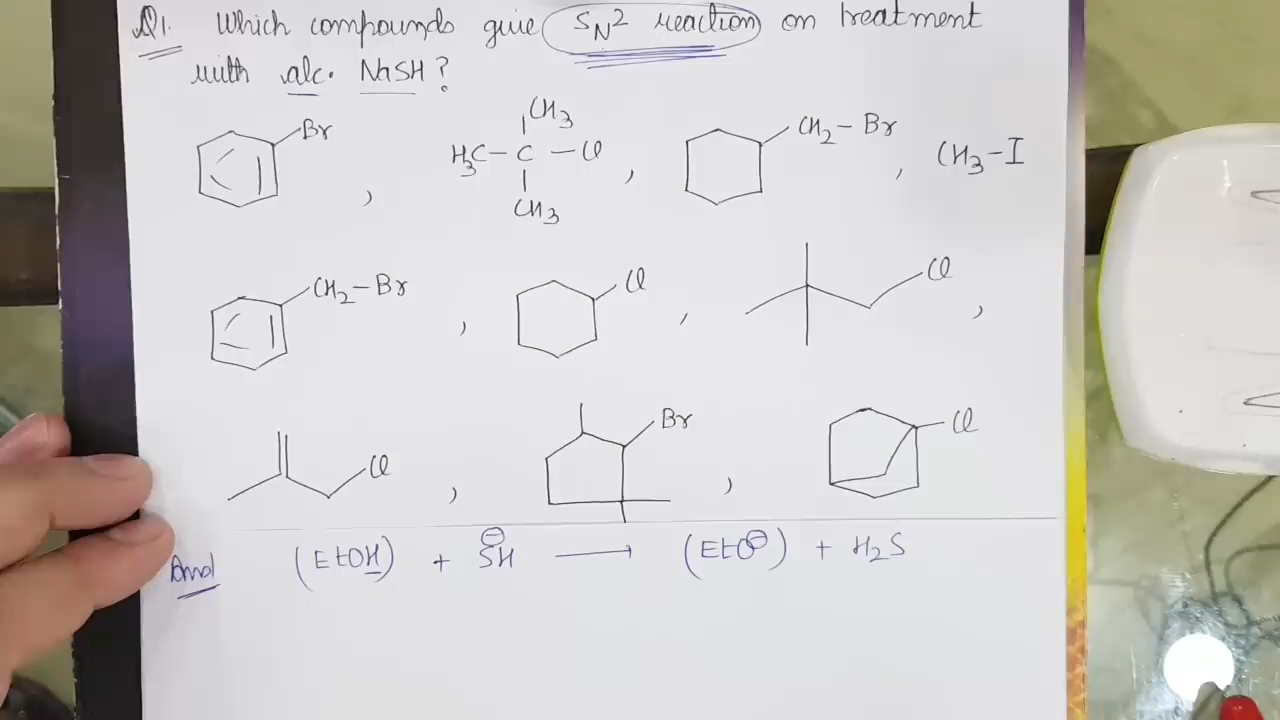 Q1. Which compounds give SN2 reaction on treatment
with alc. NaSH?
Br
,
CH3
H3C-C-Cl
CH3
,
CH2-Br
,
CH3-I
CH2-Br
,
Cl
,
Cl
,
Cl
,
Br
,
Cl
(EtOH) + ⊖SH ⟶ (EtO⊖) + H2S